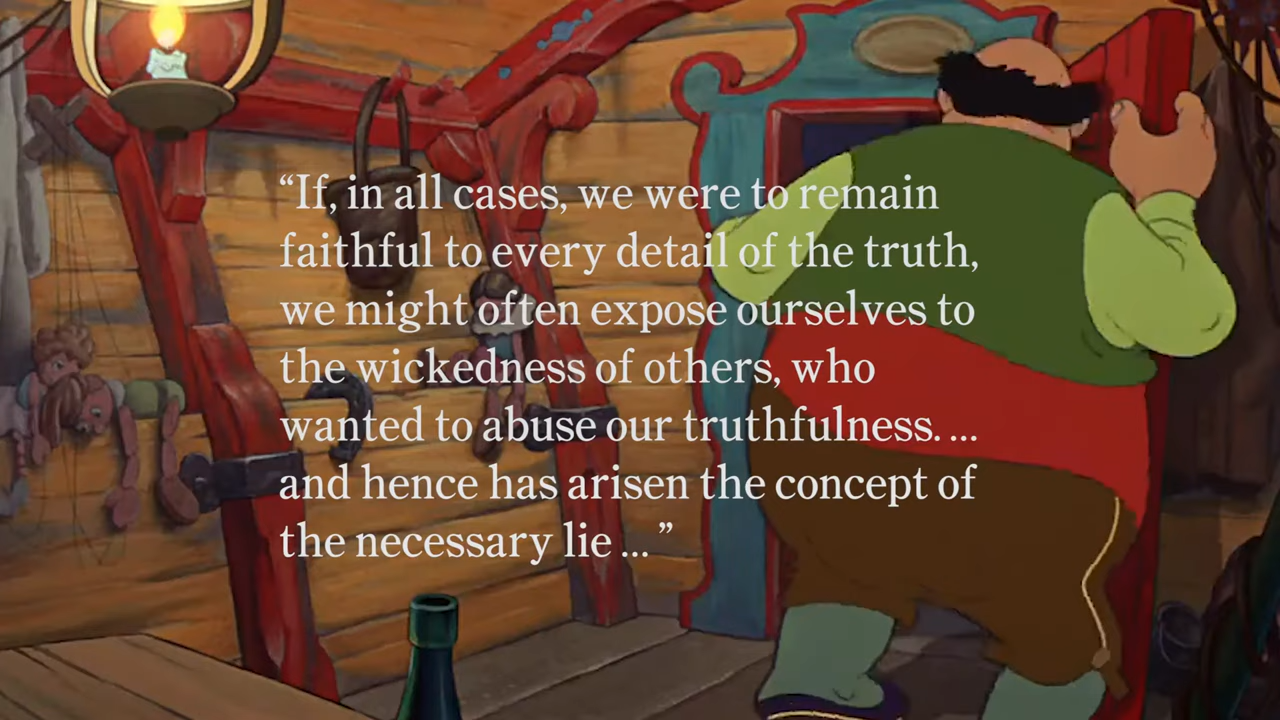 “If, in all cases, we were to remain
faithful to every detail of the truth,
we might often expose ourselves to
the wickedness of others, who
wanted to abuse our truthfulness. ...
and hence has arisen the concept of
the necessary lie ... ”